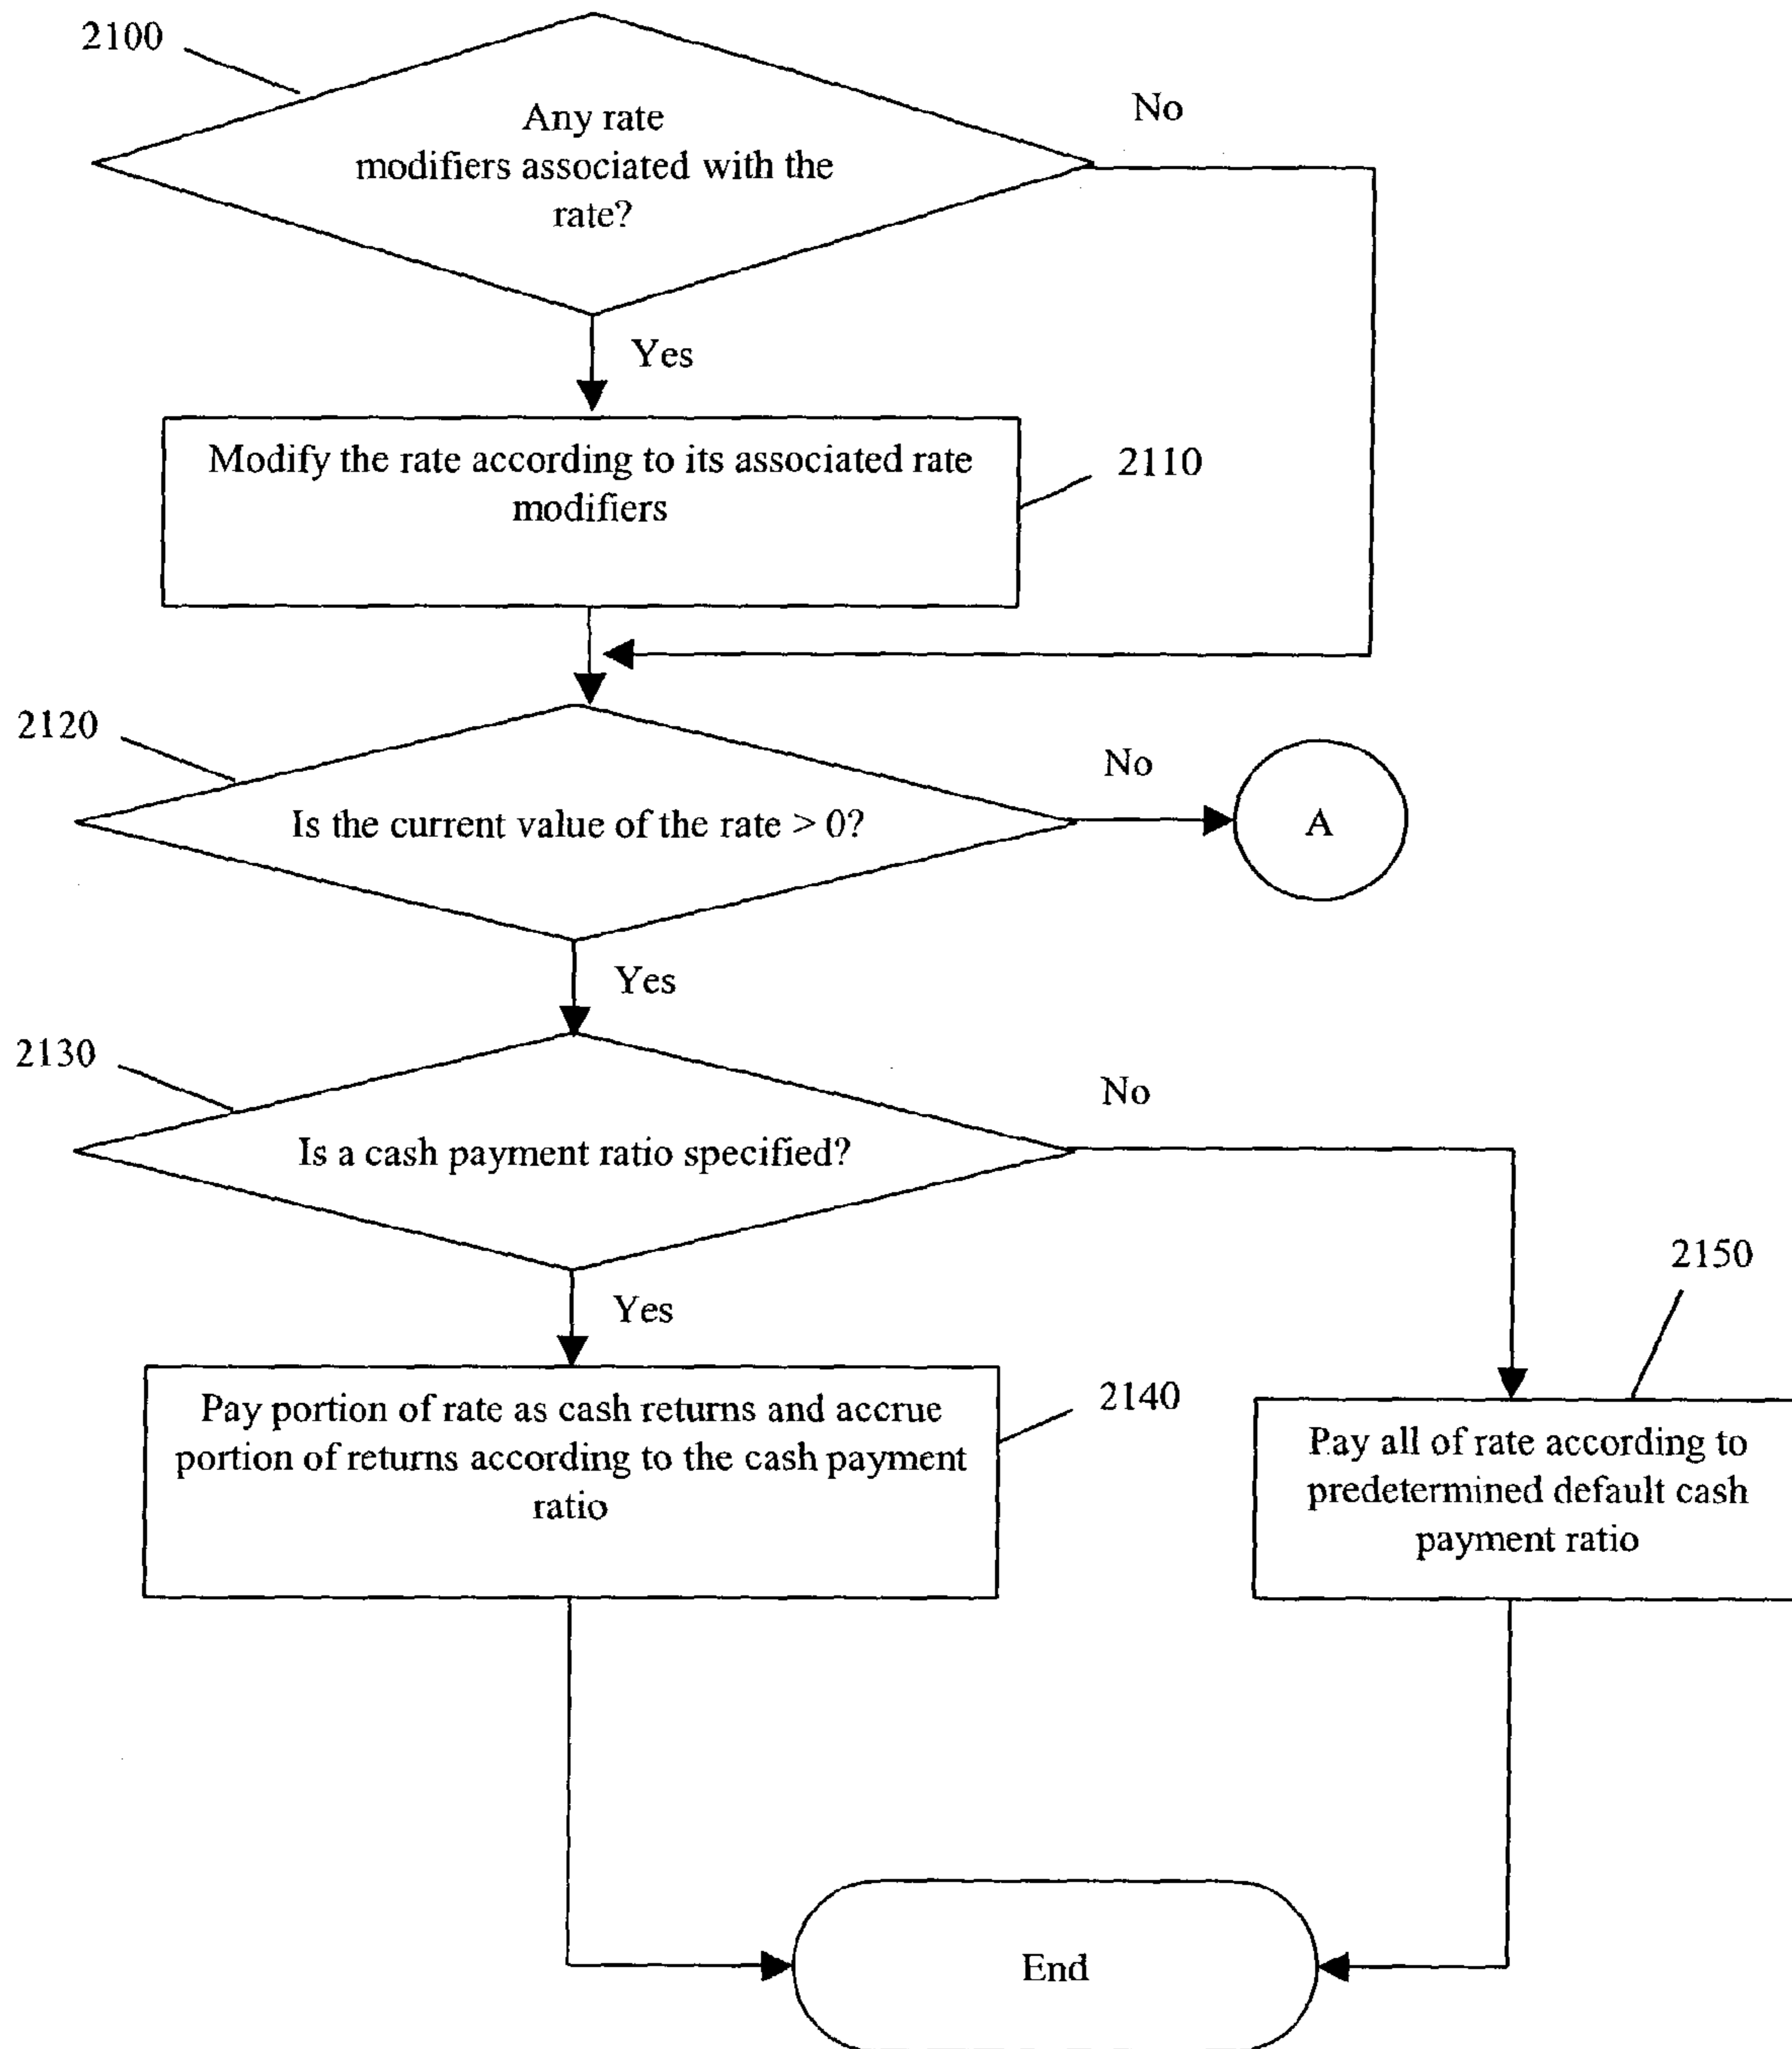 2100
Any rate
modifiers associated with the
rate?
No
Yes
Modify the rate according to its associated rate
modifiers
2110
2120
Is the current value of the rate > 0?
No
A
Yes
2130
Is a cash payment ratio specified?
No
Yes
2150
Pay portion of rate as cash returns and accrue
portion of returns according to the cash payment
ratio
2140
Pay all of rate according to
predetermined default cash
payment ratio
End